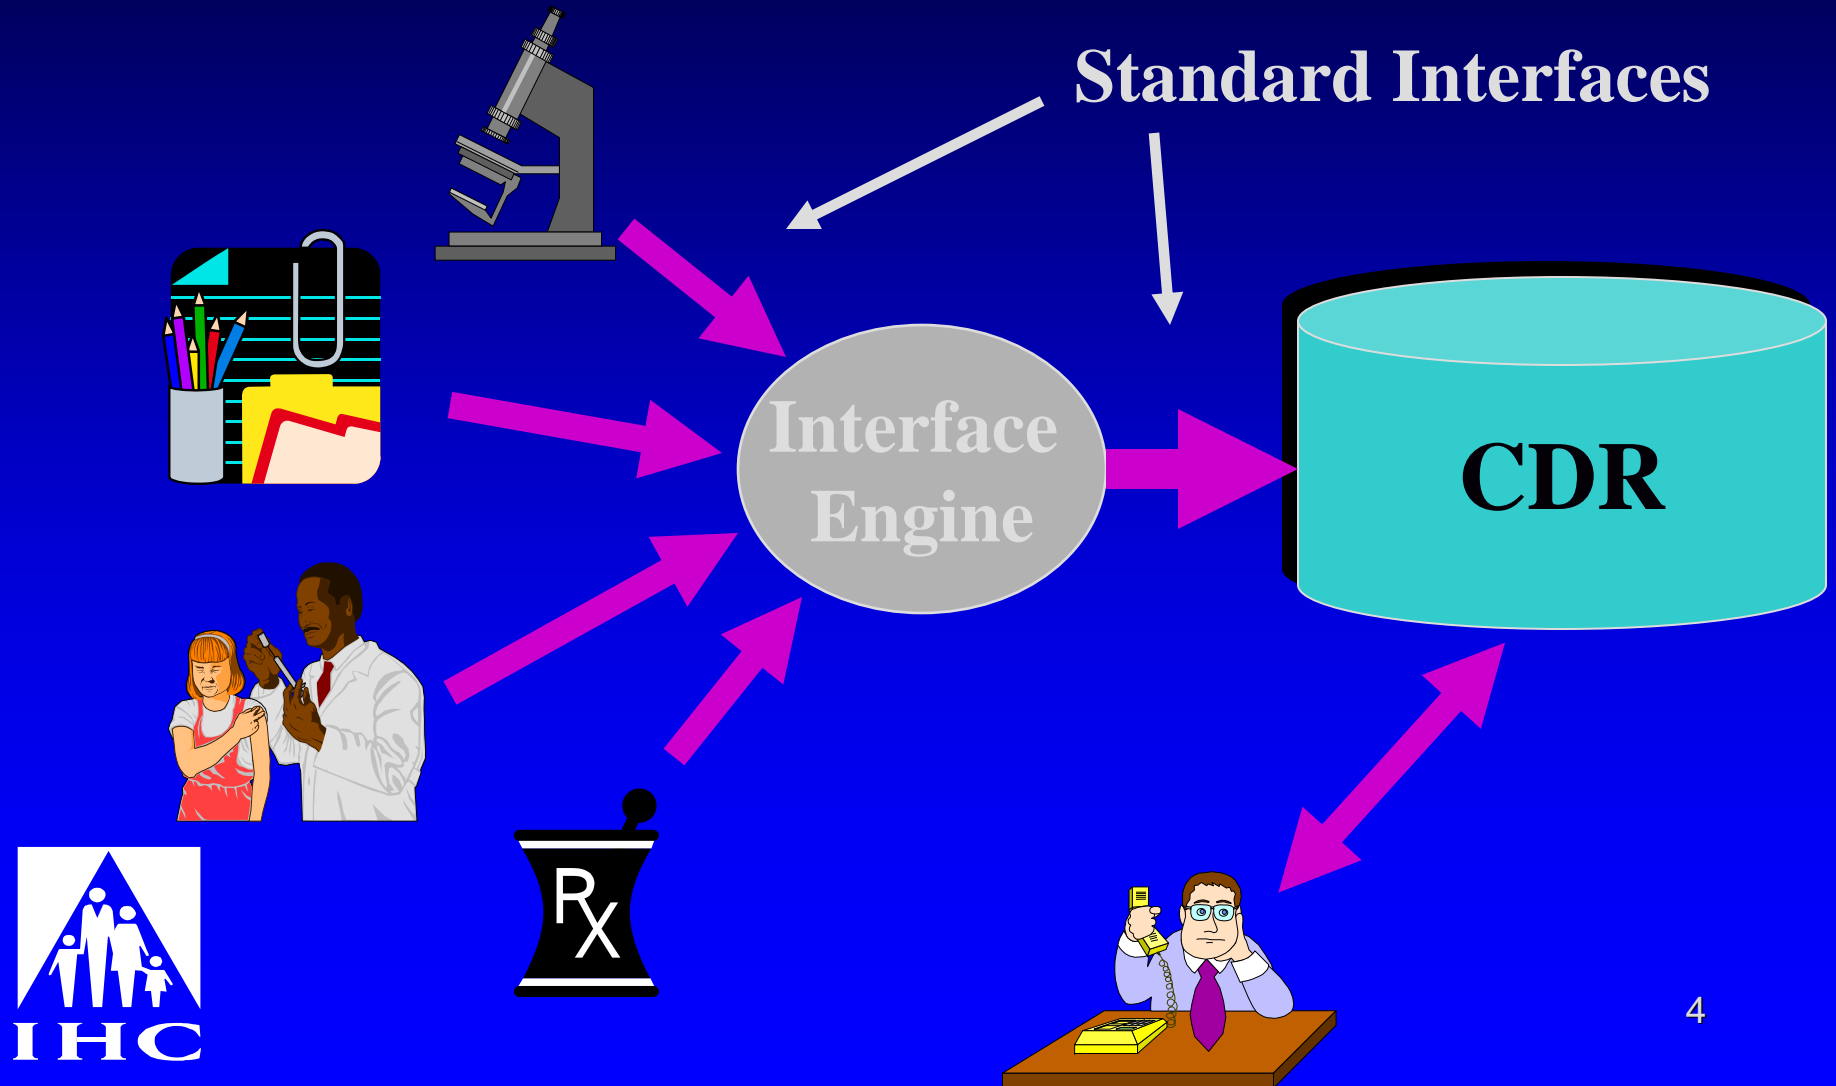 Standard Interfaces
Interface
Engine
CDR
RX
IHC
4